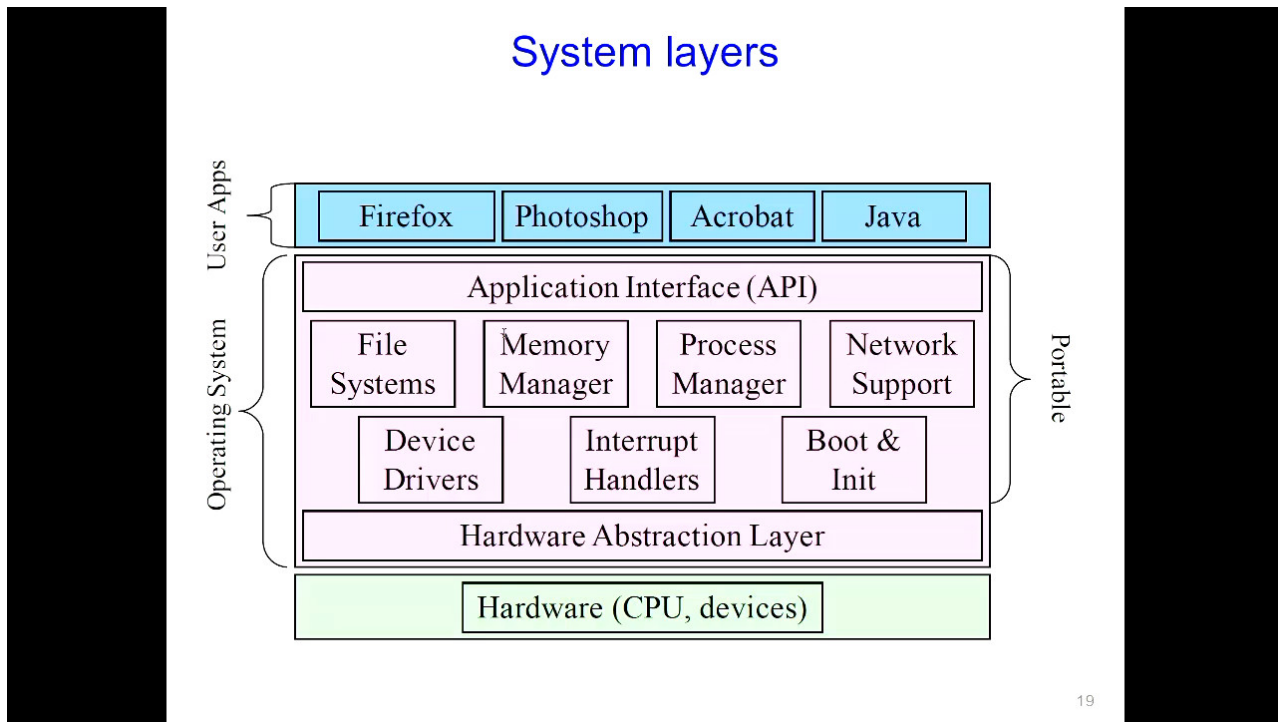 System layers
User Apps
Firefox
Photoshop
Acrobat
Java
Operating System
Application Interface (API)
File
Systems
Memory
Manager
Process
Manager
Network
Support
Portable
Device
Drivers
Interrupt
Handlers
Boot &
Init
Hardware Abstraction Layer
Hardware (CPU, devices)
19